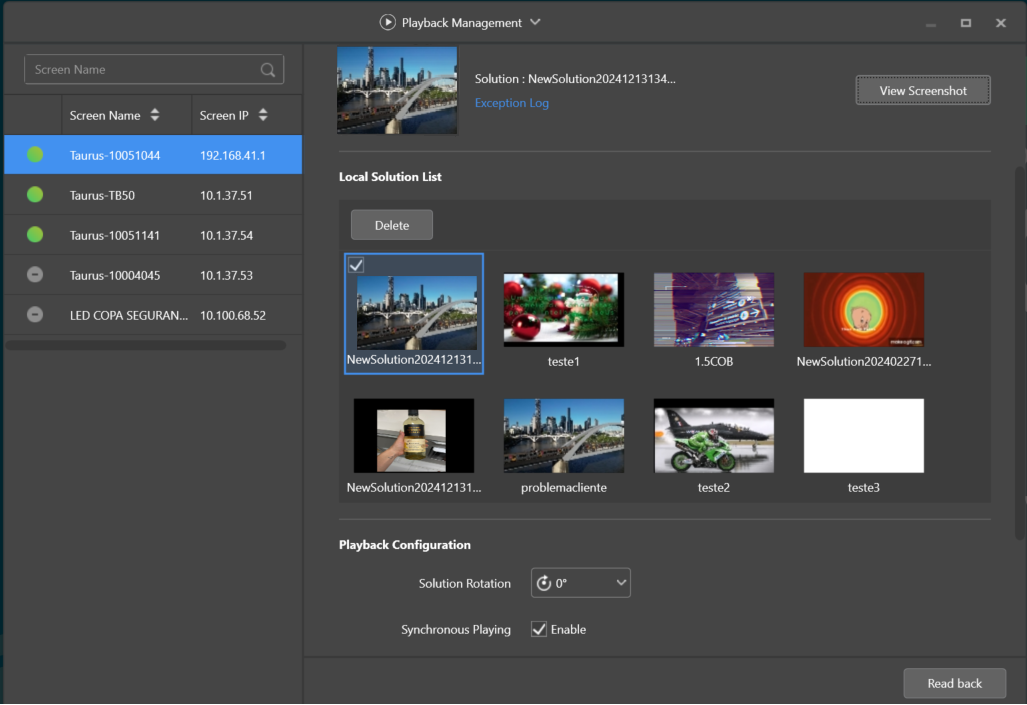 Playback Management
Screen Name
Screen Name Screen IP
Taurus-10051044 192.168.41.1
Taurus-TB50 10.1.37.51
Taurus-10051141 10.1.37.54
Taurus-10004045 10.1.37.53
LED COPA SEGURAN... 10.100.68.52
Solution : NewSolution20241213134...
Exception Log
View Screenshot
Local Solution List
Delete
NewSolution202412131...
teste1
1.5COB
NewSolution202402271...
NewSolution202412131...
problemacliente
teste2
teste3
Playback Configuration
Solution Rotation 0°
Synchronous Playing Enable
Read back